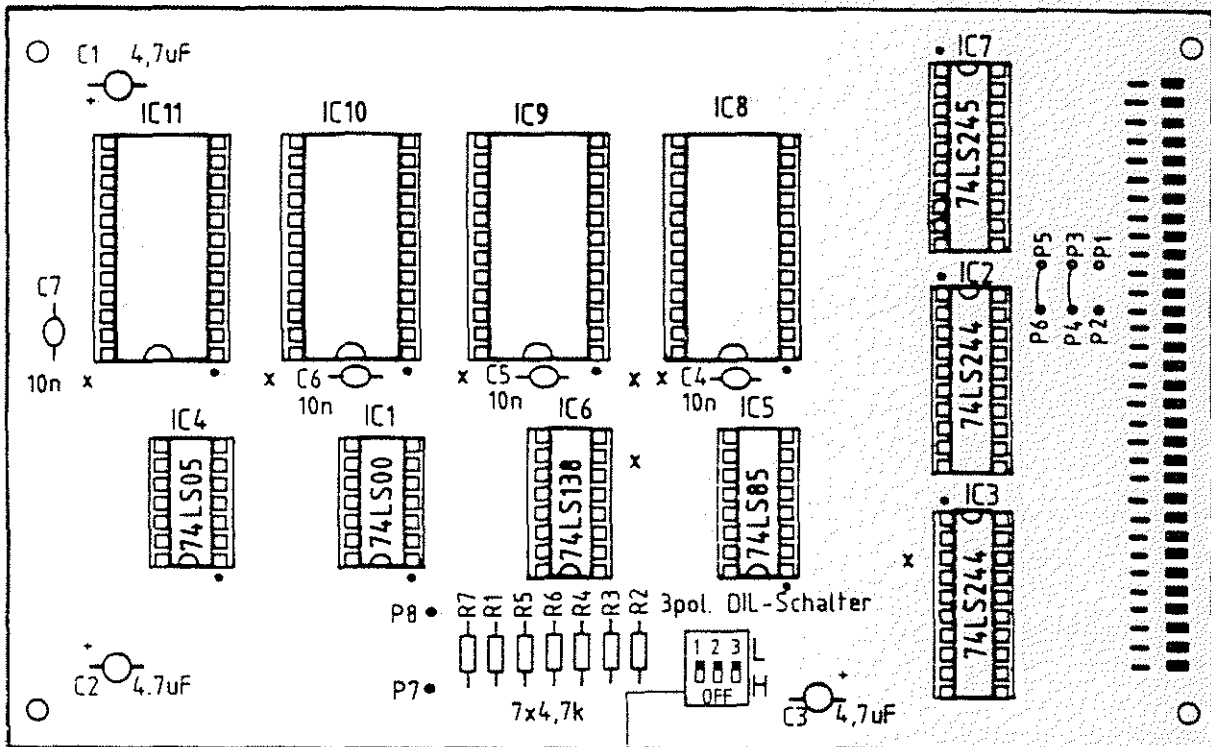 C1 4,7uF
+
IC11
IC10
IC9
IC8
IC7
74LS245
C7
10n
x
x
C6
10n
x
C5
10n
x x
C4
10n
P5
P3
P1
P6
P4
P2
IC2
74LS244
IC4
74LS05
IC1
74LS00
IC6
74LS138
x
IC5
74LS85
IC3
74LS244
x
P8
R7
R1
R5
R6
R4
R3
R2
3pol. DIL-Schalter
1 2 3
L
H
OFF
P7
7x4,7k
+
C2 4.7uF
+
C3 4,7uF